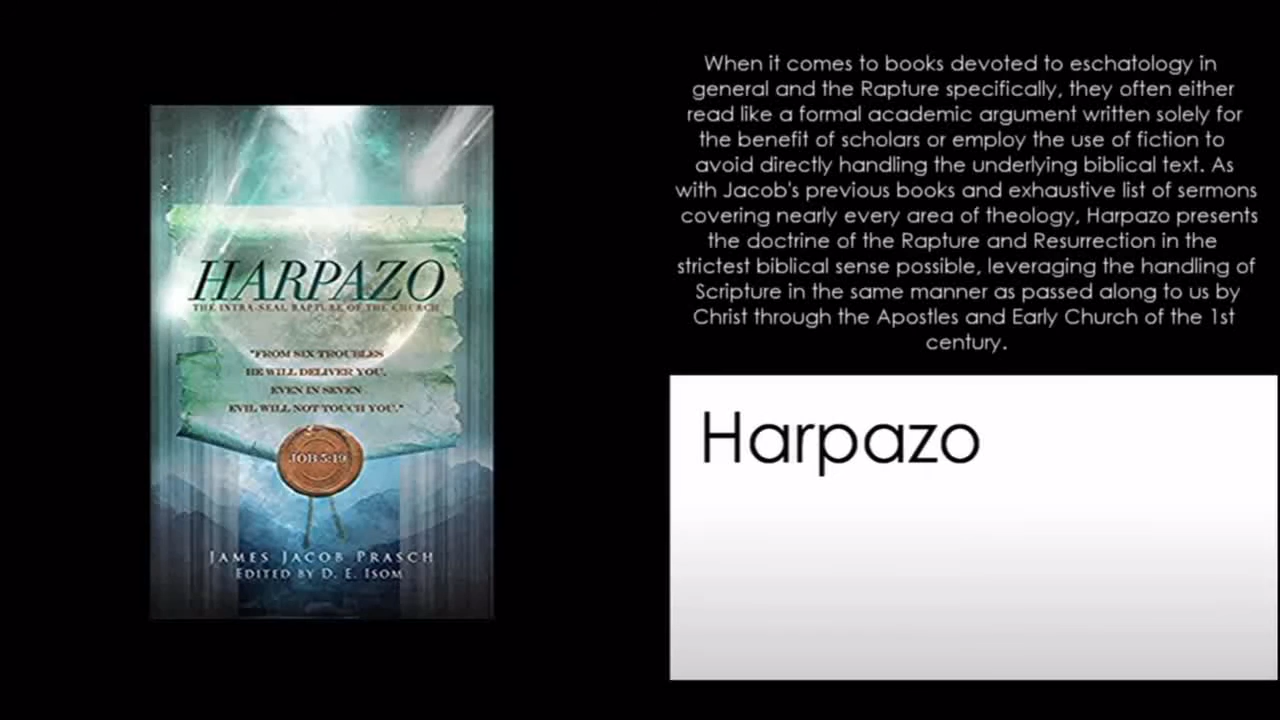 HARPAZO
THE INTRA-SEAL RAPTURE OF THE CHURCH
"FROM SIX TROUBLES
HE WILL DELIVER YOU,
EVEN IN SEVEN
EVIL WILL NOT TOUCH YOU."
JOB 5:19
JAMES JACOB PRASCH
EDITED BY D. E. ISOM
When it comes to books devoted to eschatology in
general and the Rapture specifically, they often either
read like a formal academic argument written solely for
the benefit of scholars or employ the use of fiction to
avoid directly handling the underlying biblical text. As
with Jacob's previous books and exhaustive list of sermons
covering nearly every area of theology, Harpazo presents
the doctrine of the Rapture and Resurrection in the
strictest biblical sense possible, leveraging the handling of
Scripture in the same manner as passed along to us by
Christ through the Apostles and Early Church of the 1st
century.
Harpazo